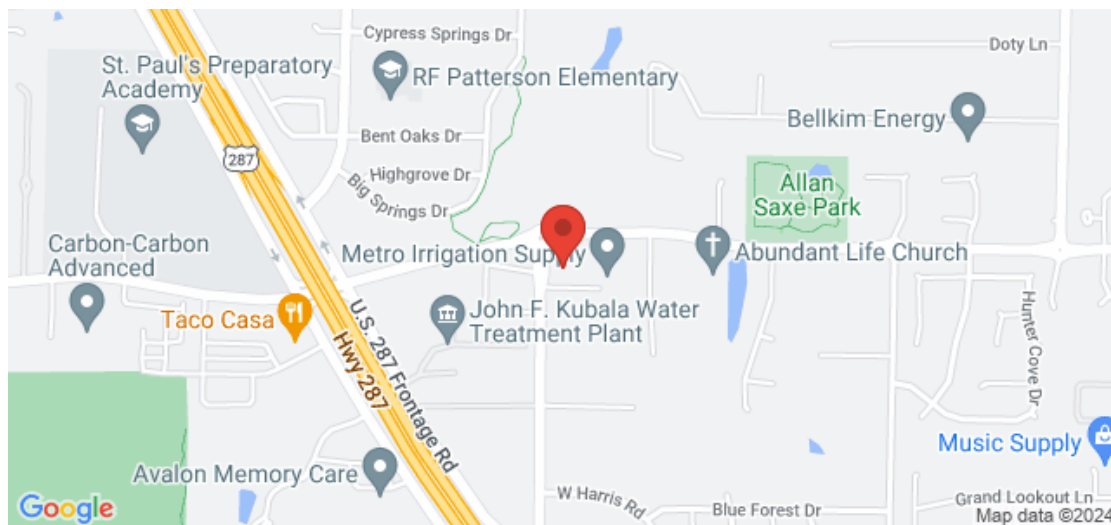 Cypress Springs Dr
Doty Ln
St. Paul's Preparatory
Academy
RF Patterson Elementary
Bellkim Energy
Bent Oaks Dr
287
Highgrove Dr
Big Springs Dr
Allan
Saxe Park
Carbon-Carbon
Advanced
Metro Irrigation Supply
Abundant Life Church
Taco Casa
John F. Kubala Water
Treatment Plant
U.S. 287 Frontage Rd
Hwy 287
Hunter Cove Dr
Music Supply
Avalon Memory Care
W Harris Rd
Blue Forest Dr
Grand Lookout Ln
Google
Map data ©2024